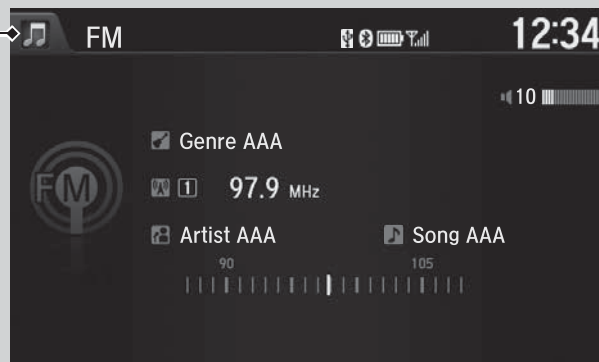 FM
12:34
10
Genre AAA
FM
1 97.9 MHz
Artist AAA
Song AAA
90 105